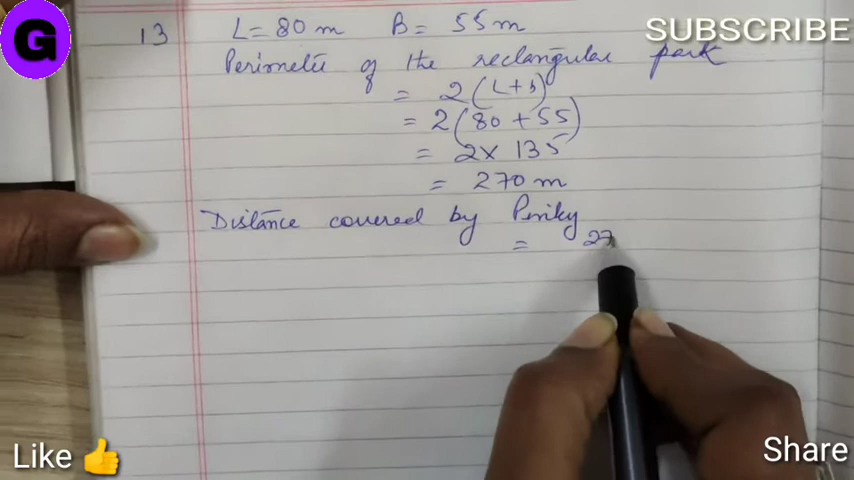 G
SUBSCRIBE
13 L = 80 m B = 55 m
Perimeter of the rectangular park
= 2 (L+b)
= 2 (80 + 55)
= 2 x 135
= 270 m
Distance covered by Pinky
= 27
Like 👍
Share